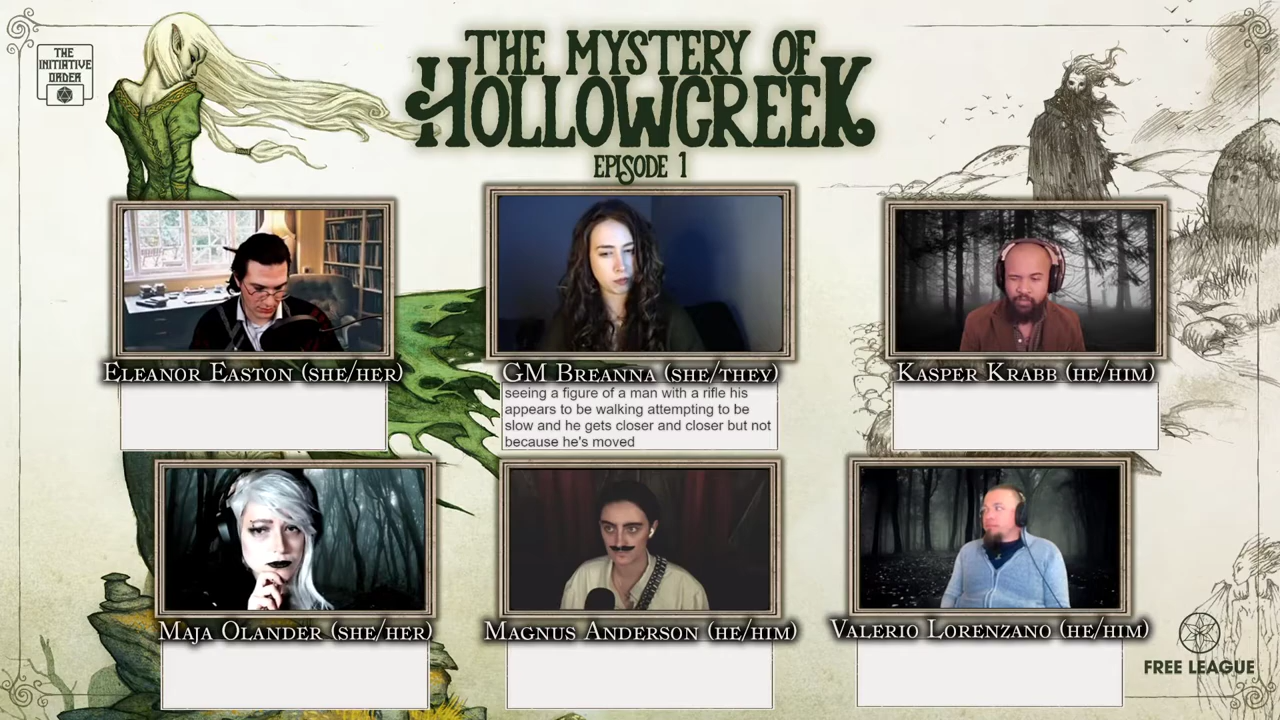 THE
INITIATIVE
ORDER
THE MYSTERY OF
HOLLOWGREEK
EPISODE 1
ELEANOR EASTON (SHE/HER)
GM BREANNA (SHE/THEY)
KASPER KRABB (HE/HIM)
seeing a figure of a man with a rifle his
appears to be walking attempting to be
slow and he gets closer and closer but not
because he's moved
MAJA OLANDER (SHE/HER)
MAGNUS ANDERSON (HE/HIM)
VALERIO LORENZANO (HE/HIM)
FREE LEAGUE